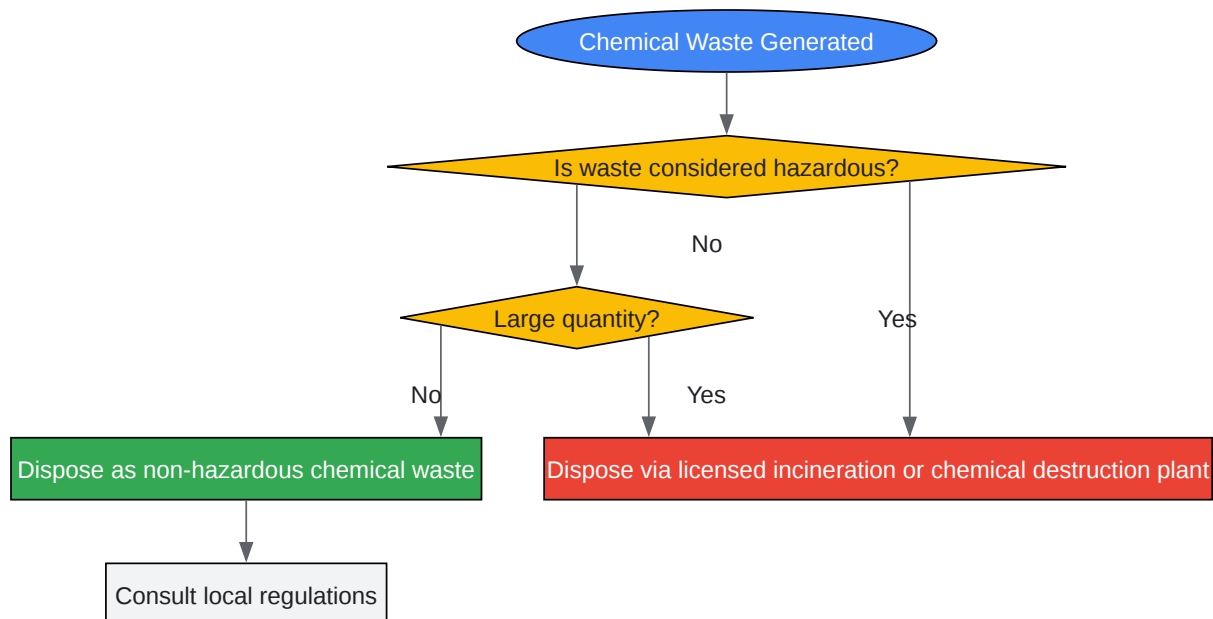 Chemical Waste Generated
Is waste considered hazardous?
No
Large quantity?
Yes
No
Yes
Dispose as non-hazardous chemical waste
Dispose via licensed incineration or chemical destruction plant
Consult local regulations